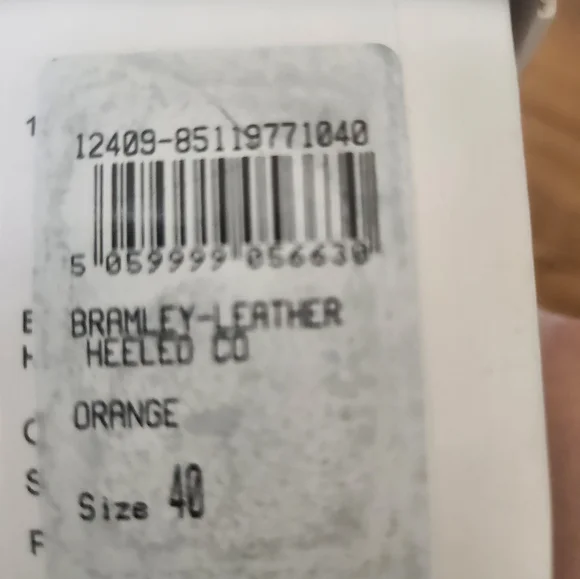 1
12409-85119771040
5 059999 056630
BRAMLEY-LEATHER
HEELED CO
ORANGE
S
Size 40
F